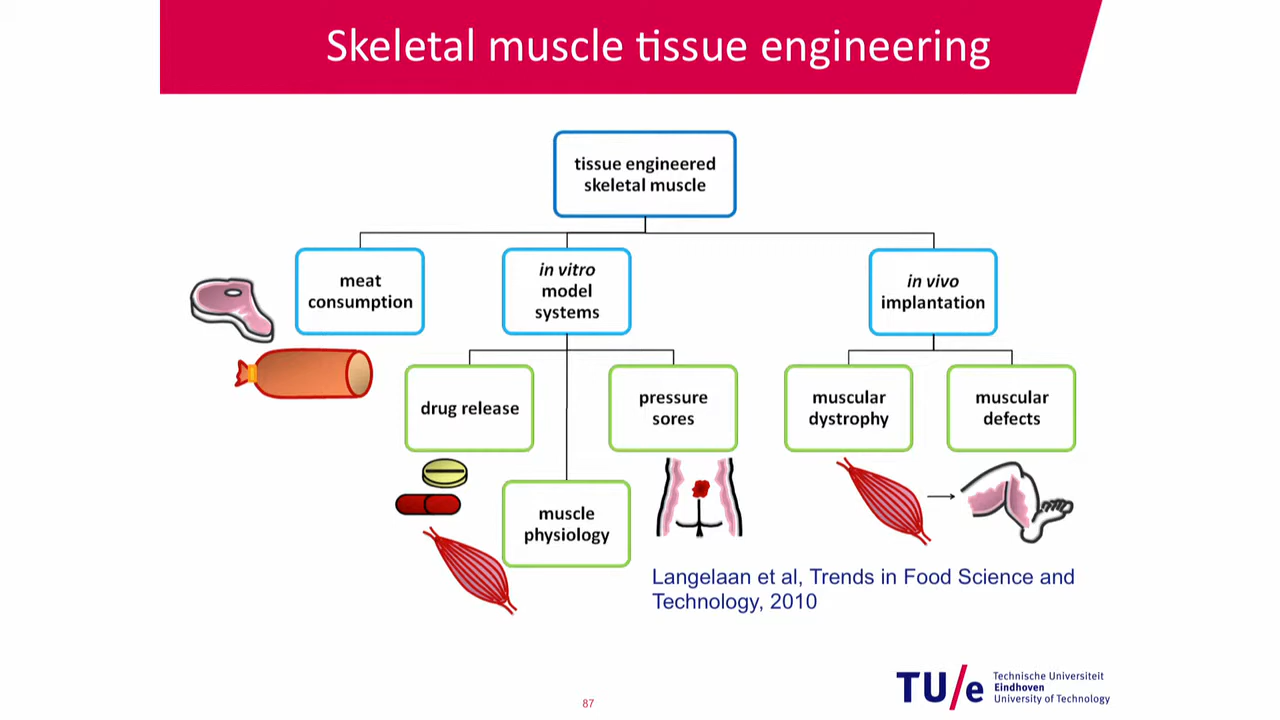 Skeletal muscle tissue engineering
tissue engineered
skeletal muscle
meat
consumption
in vitro
model
systems
in vivo
implantation
drug release
pressure
sores
muscular
dystrophy
muscular
defects
muscle
physiology
Langelaan et al, Trends in Food Science and
Technology, 2010
87
TU/e
Technische Universiteit
Eindhoven
University of Technology